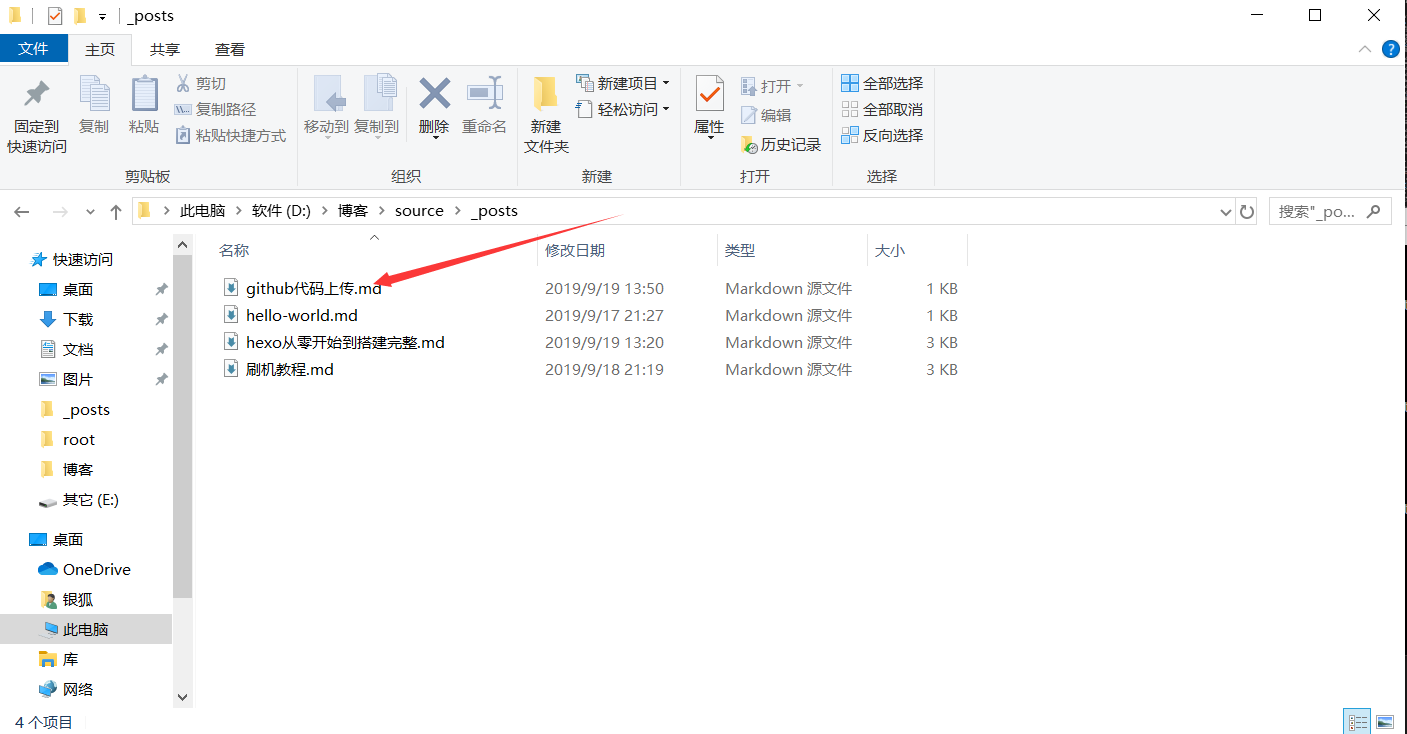 _posts
文件 主页 共享 查看
固定到
快速访问
复制
粘贴
剪切
复制路径
粘贴快捷方式
剪贴板
移动到
复制到
删除
重命名
组织
新建
文件夹
新建项目
轻松访问
新建
属性
打开
编辑
历史记录
打开
全部选择
全部取消
反向选择
选择
此电脑 软件 (D:) 博客 source _posts
搜索"_po...
快速访问
桌面
下载
文档
图片
_posts
root
博客
其它 (E:)
桌面
OneDrive
银狐
此电脑
库
网络
名称 修改日期 类型 大小
github代码上传.md 2019/9/19 13:50 Markdown 源文件 1 KB
hello-world.md 2019/9/17 21:27 Markdown 源文件 1 KB
hexo从零开始到搭建完整.md 2019/9/19 13:20 Markdown 源文件 3 KB
刷机教程.md 2019/9/18 21:19 Markdown 源文件 3 KB
4 个项目